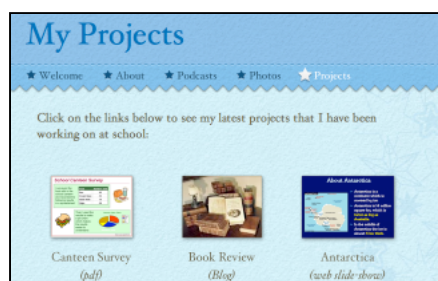 My Projects
Welcome About Podcasts Photos Projects
Click on the links below to see my latest projects that I have been
working on at school:
School Canteen Survey
About Antarctica
Canteen Survey Book Review Antarctica
(pdf) (Blog) (web slide show)